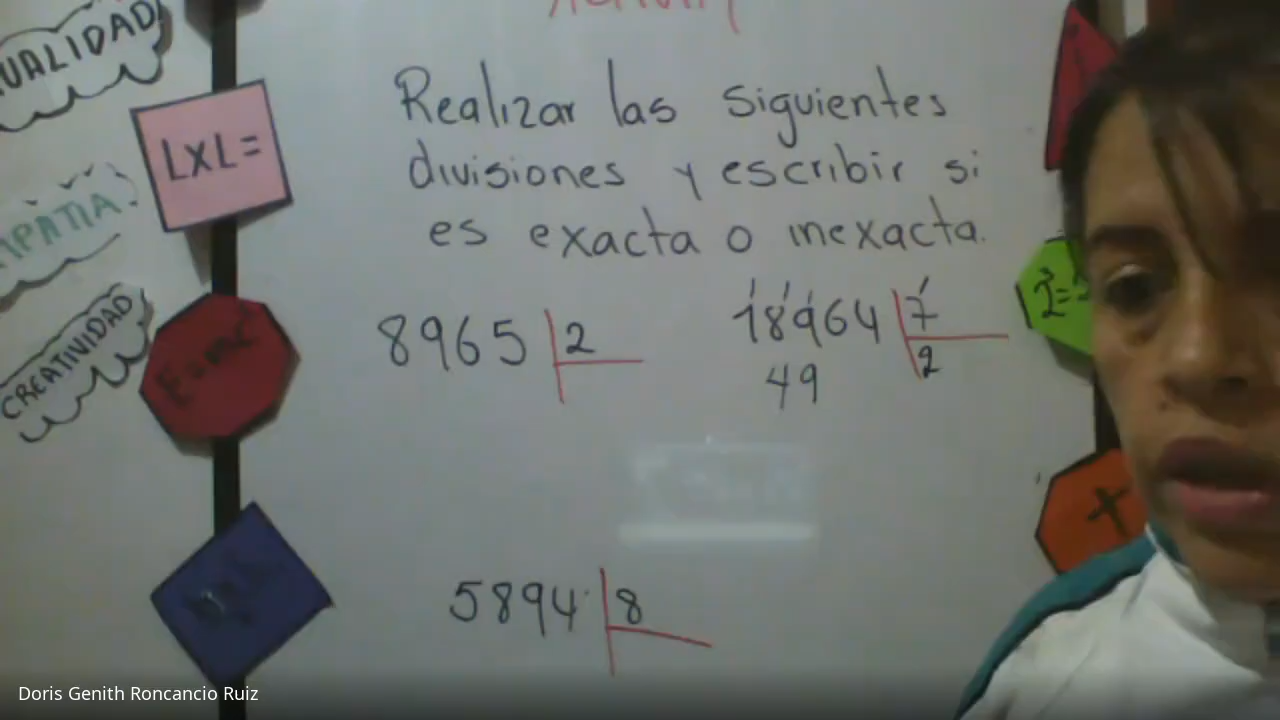 UALIDAD
LXL=
Realizar las siguientes
divisiones y escribir si
es exacta o inexacta.
MPATIA
CREATIVIDAD
8965 2
18964 7
49 2
5894 8
x
Doris Genith Roncancio Ruiz